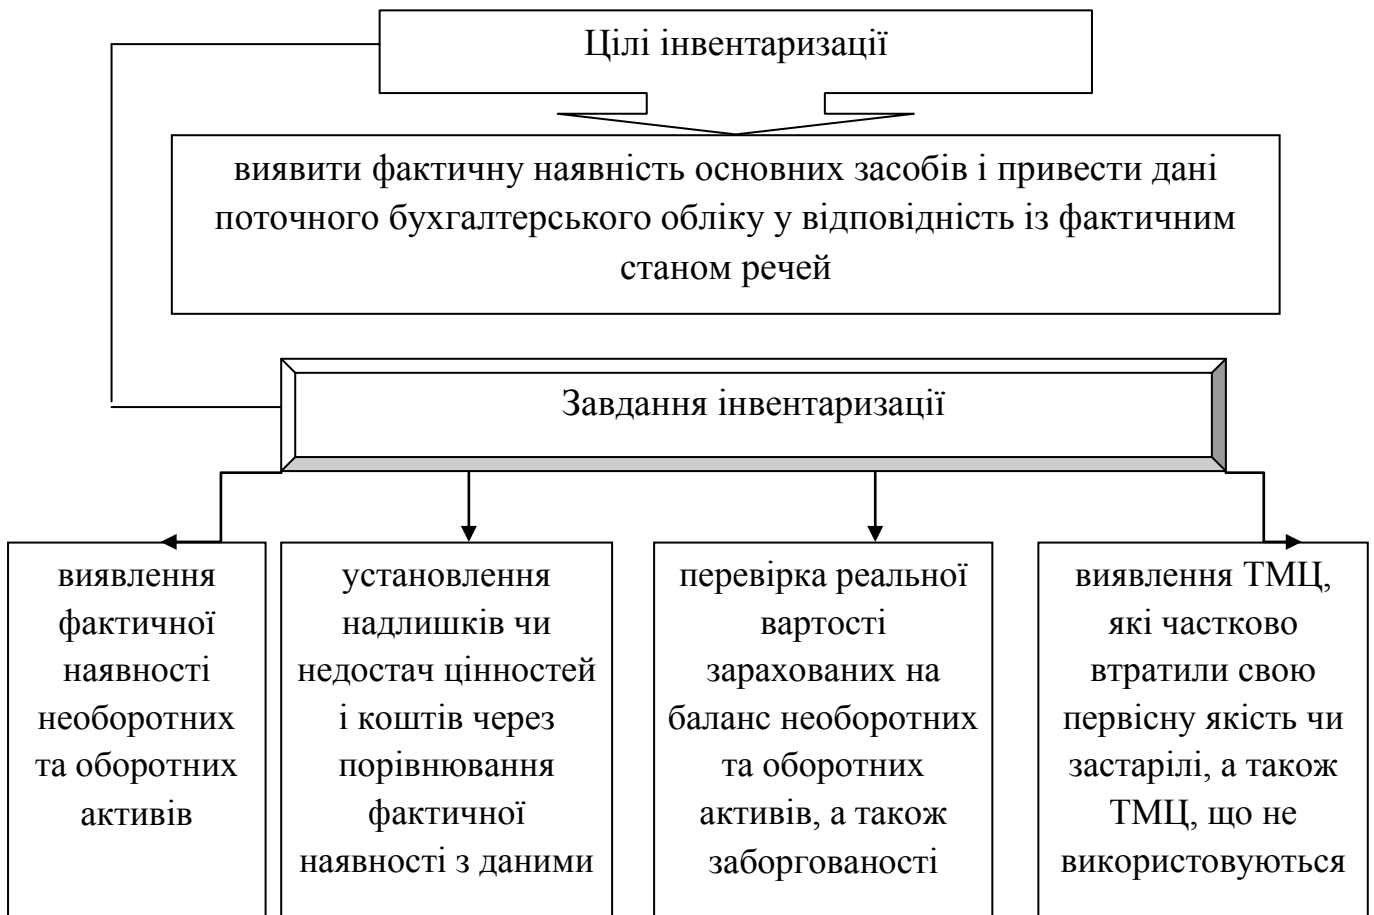 Цілі інвентаризації
виявити фактичну наявність основних засобів і привести дані
поточного бухгалтерського обліку у відповідність із фактичним
станом речей
Завдання інвентаризації
виявлення
фактичної
наявності
необоротних
та оборотних
активів
установлення
надлишків чи
недостач цінностей
і коштів через
порівнювання
фактичної
наявності з даними
перевірка реальної
вартості
зарахованих на
баланс необоротних
та оборотних
активів, а також
заборгованості
виявлення ТМЦ,
які частково
втратили свою
первісну якість чи
застарілі, а також
ТМЦ, що не
використовуються